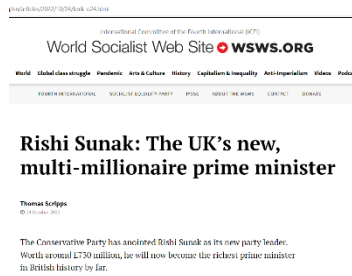 International Committee of the Fourth International (ICFI)
World Socialist Web Site WSWS.ORG
World Global class struggle Pandemic Arts & Culture History Capitalism & Inequality Anti-Imperialism Videos
FOURTH INTERNATIONAL SOCIALIST EQUALITY PARTY IYSSE ABOUT THE WSWS CONTACT DONATE
Rishi Sunak: The UK's new,
multi-millionaire prime minister
Thomas Scripps
24 October 2022
The Conservative Party has anointed Rishi Sunak as its new party leader.
Worth around £730 million, he will now become the richest prime minister
in British history by far.